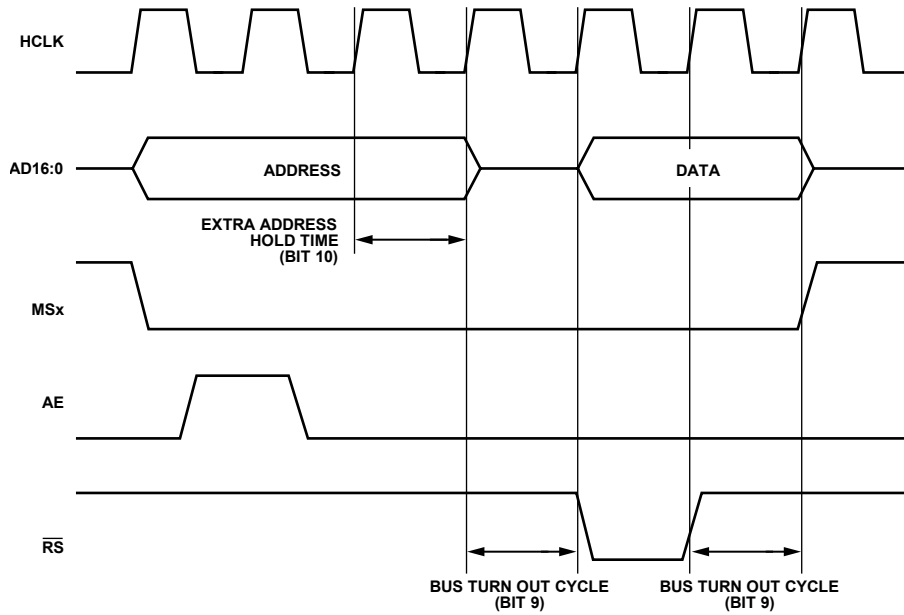 HCLK
AD16:0
ADDRESS
DATA
EXTRA ADDRESS
HOLD TIME
(BIT 10)
MSx
AE
RS
BUS TURN OUT CYCLE
(BIT 9)
BUS TURN OUT CYCLE
(BIT 9)